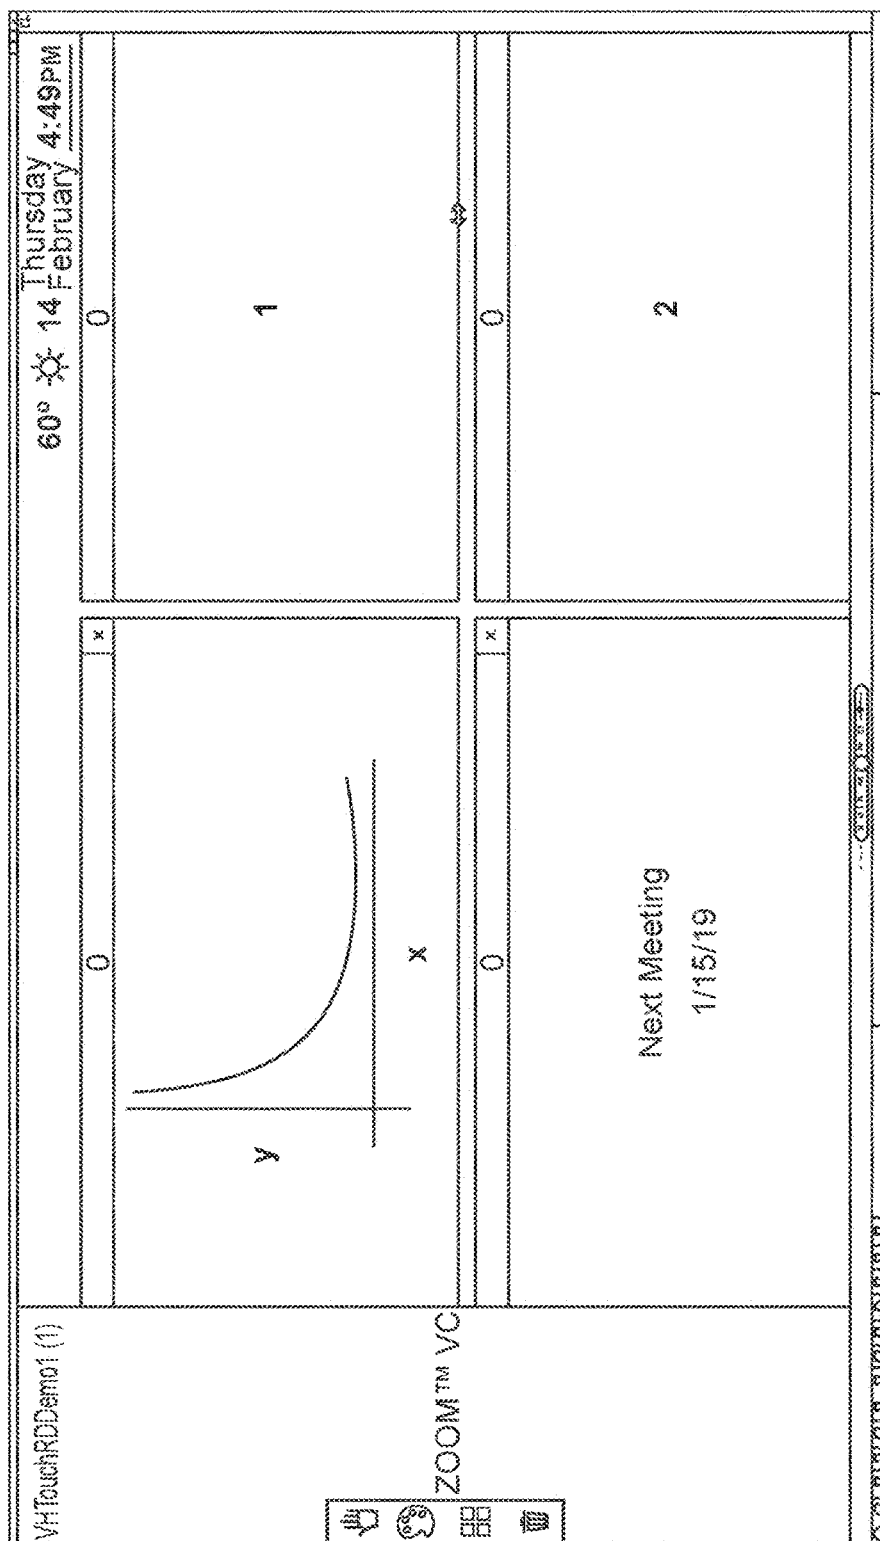 VHTouchRDDemo1 (1)
60° 14 Thursday
February 4:49PM
0 x
0
y
x
1
ZOOM™ VC
0 x
0
Next Meeting
1/15/19
2